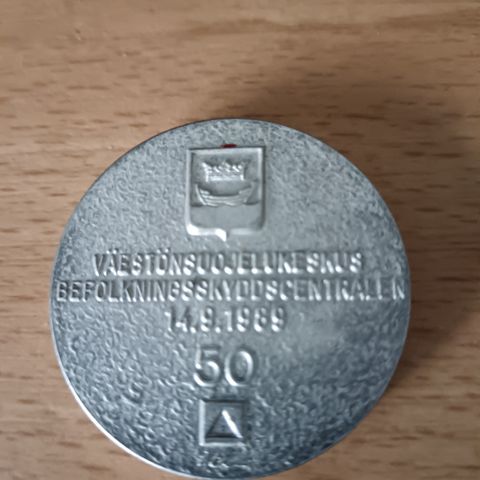 VÄESTÖNSUOJELUKESKUS
BEFOLKNINGSSKYDDSCENTRALEN
14.9.1989
50